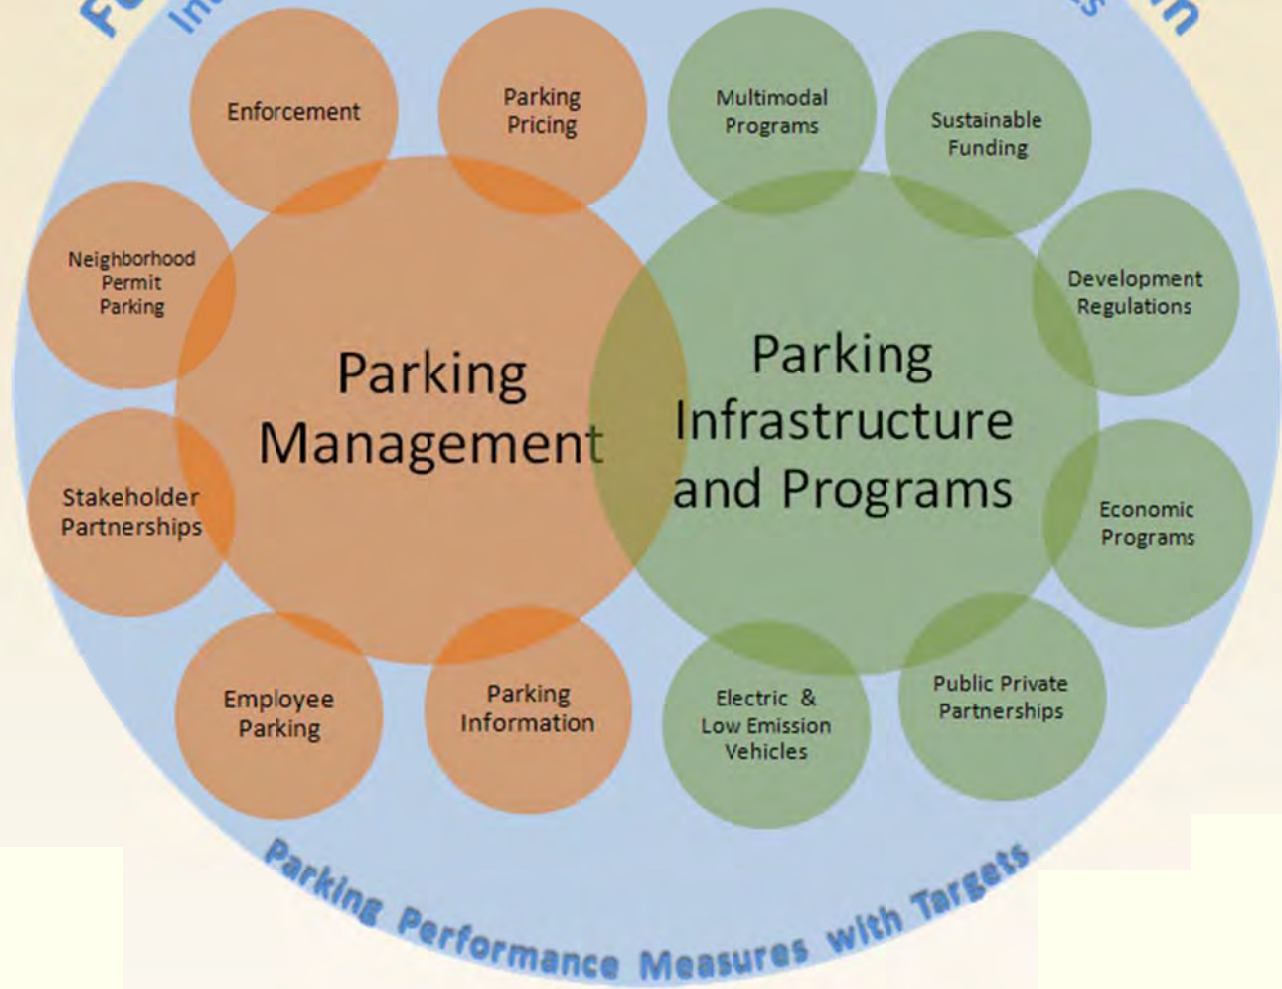 Enforcement
Parking
Pricing
Multimodal
Programs
Sustainable
Funding
Neighborhood
Permit
Parking
Development
Regulations
Parking
Management
Parking
Infrastructure
and Programs
Stakeholder
Partnerships
Economic
Programs
Employee
Parking
Parking
Information
Electric &
Low Emission
Vehicles
Public Private
Partnerships
Parking Performance Measures with Targets